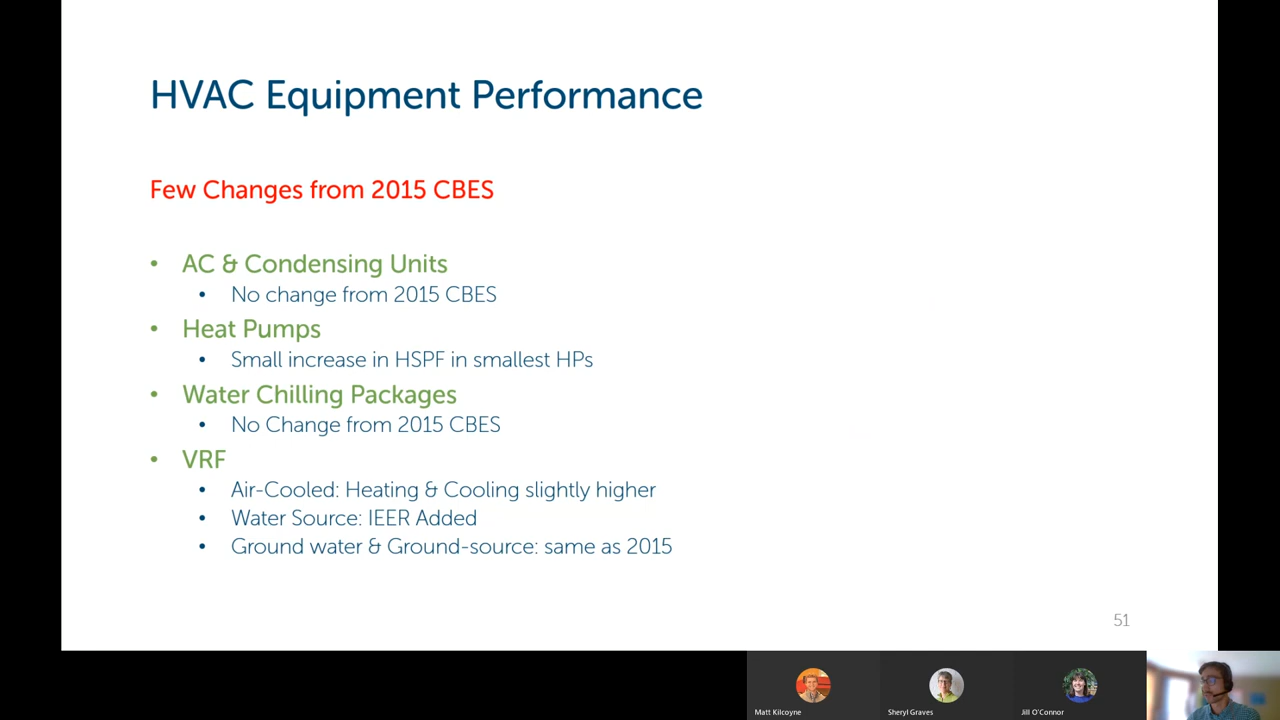 HVAC Equipment Performance
Few Changes from 2015 CBES
• AC & Condensing Units
• No change from 2015 CBES
• Heat Pumps
• Small increase in HSPF in smallest HPs
• Water Chilling Packages
• No Change from 2015 CBES
• VRF
• Air-Cooled: Heating & Cooling slightly higher
• Water Source: IEER Added
• Ground water & Ground-source: same as 2015
51
Matt Kilcoyne
Sheryl Graves
Jill O'Connor